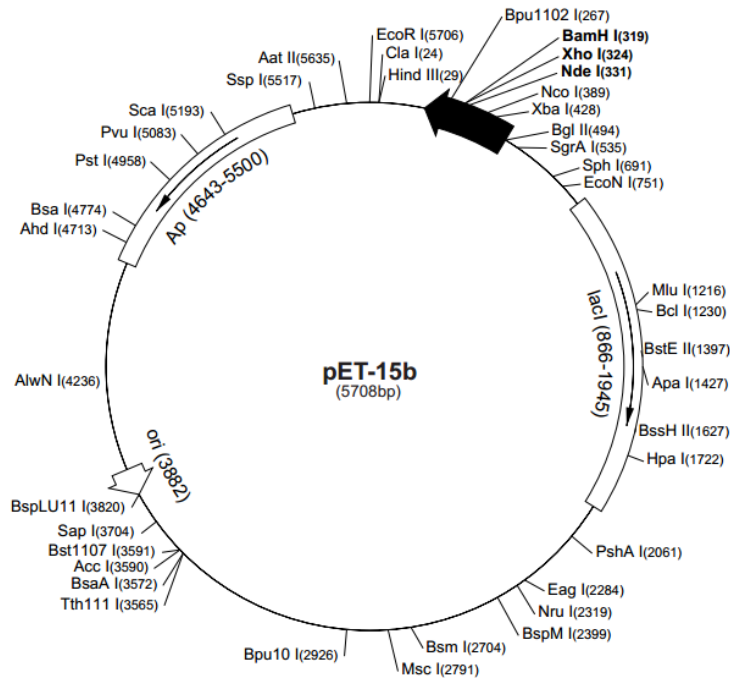 EcoR I(5706)
Cla I(24)
Hind III(29)
Bpu1102 I(267)
BamH I(319)
Xho I(324)
Nde I(331)
Nco I(389)
Xba I(428)
Bgl II(494)
SgrA I(535)
Sph I(691)
EcoN I(751)
lacI (866-1945)
Mlu I(1216)
Bcl I(1230)
BstE II(1397)
Apa I(1427)
BssH II(1627)
Hpa I(1722)
PshA I(2061)
Eag I(2284)
Nru I(2319)
BspM I(2399)
Bsm I(2704)
Msc I(2791)
Bpu10 I(2926)
Tth111 I(3565)
BsaA I(3572)
Acc I(3590)
Bst1107 I(3591)
Sap I(3704)
BspLU11 I(3820)
ori (3882)
AlwN I(4236)
Ap (4643-5500)
Ahd I(4713)
Bsa I(4774)
Pst I(4958)
Pvu I(5083)
Sca I(5193)
Ssp I(5517)
Aat II(5635)
pET-15b
(5708bp)